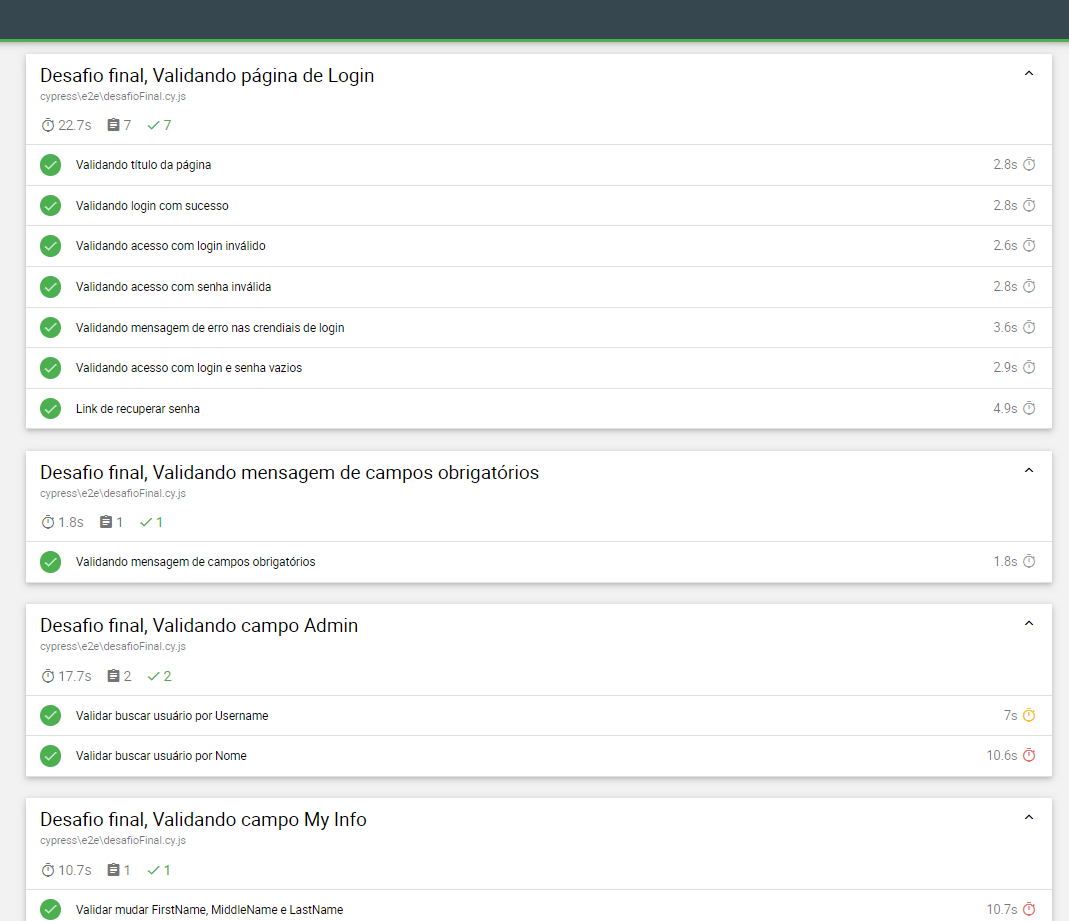 Desafio final, Validando página de Login
cypress\e2e\desafioFinal.cy.js
22.7s 7 7
Validando título da página 2.8s
Validando login com sucesso 2.8s
Validando acesso com login inválido 2.6s
Validando acesso com senha inválida 2.8s
Validando mensagem de erro nas crendiais de login 3.6s
Validando acesso com login e senha vazios 2.9s
Link de recuperar senha 4.9s
Desafio final, Validando mensagem de campos obrigatórios
cypress\e2e\desafioFinal.cy.js
1.8s 1 1
Validando mensagem de campos obrigatórios 1.8s
Desafio final, Validando campo Admin
cypress\e2e\desafioFinal.cy.js
17.7s 2 2
Validar buscar usuário por Username 7s
Validar buscar usuário por Nome 10.6s
Desafio final, Validando campo My Info
cypress\e2e\desafioFinal.cy.js
10.7s 1 1
Validar mudar FirstName, MiddleName e LastName 10.7s